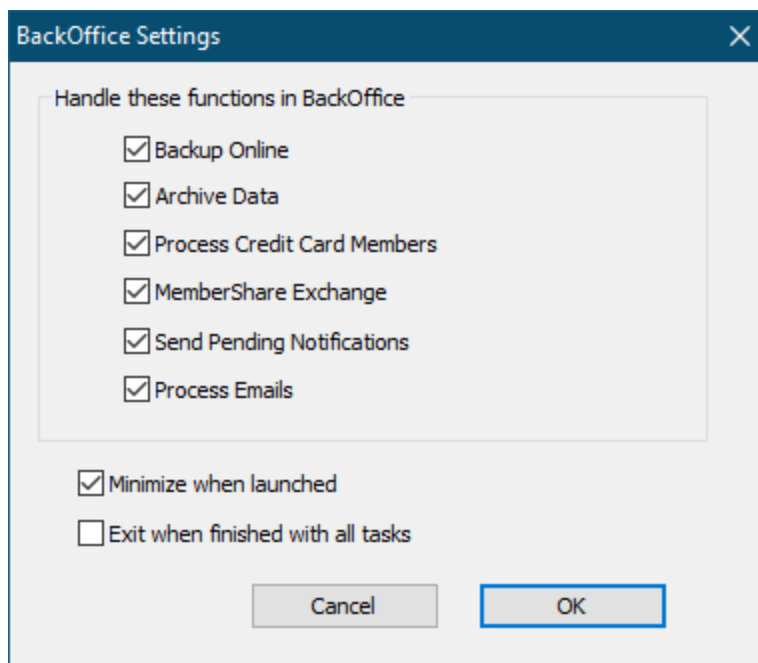 BackOffice Settings
Handle these functions in BackOffice
Backup Online
Archive Data
Process Credit Card Members
MemberShare Exchange
Send Pending Notifications
Process Emails
Minimize when launched
Exit when finished with all tasks
Cancel OK